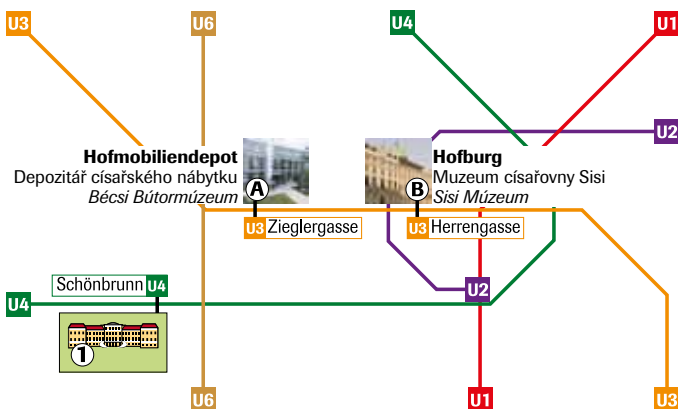 U3
U6
U4
U1
U2
Hofmobiliendepot
Depozitář císařského nábytku
Bécsi Bútormúzeum
A
Hofburg
Muzeum císařovny Sisi
Sisi Múzeum
B
U3 Zieglergasse
U3 Herrengasse
Schönbrunn U4
U2
U4
1
U6
U1
U3